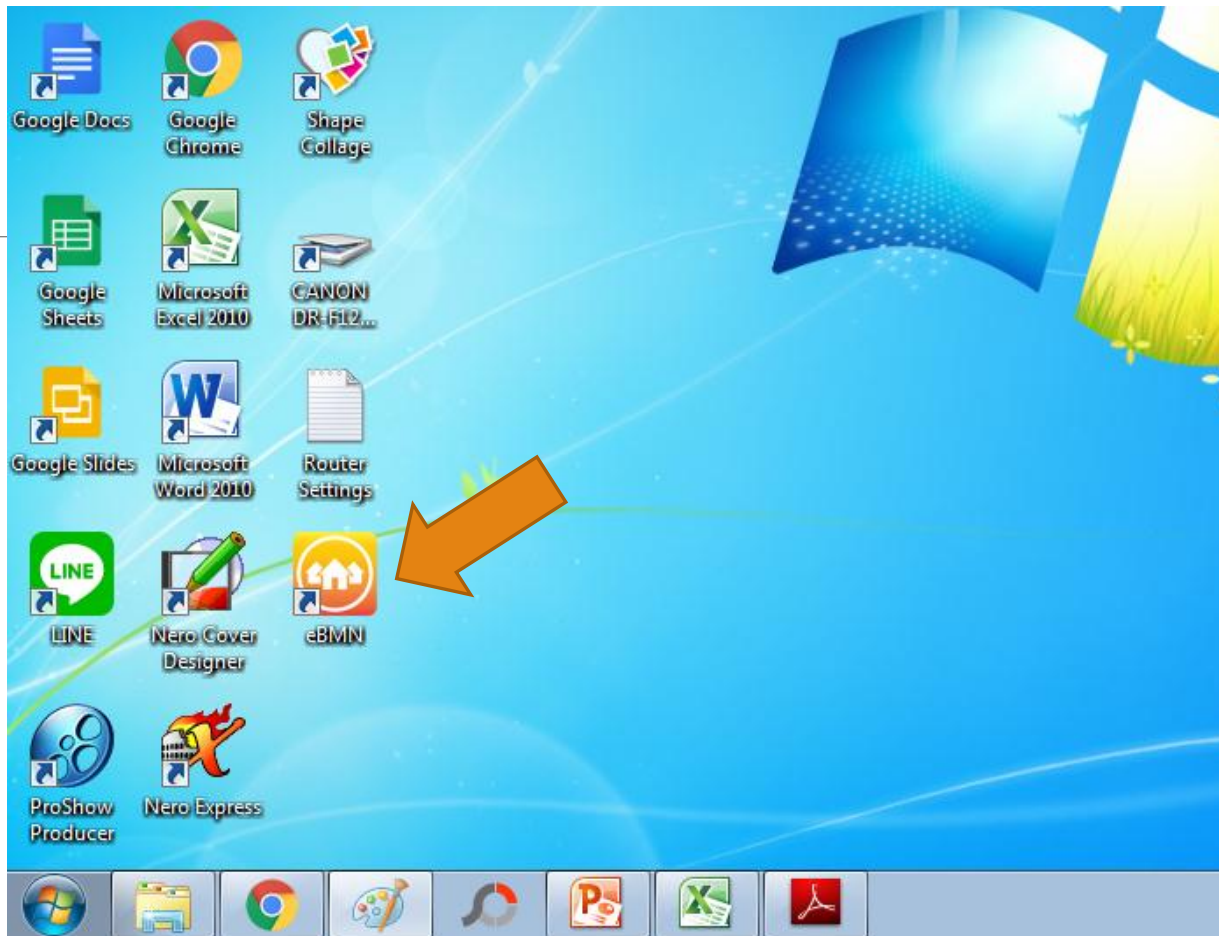 Google Docs
Google
Chrome
Shape
Collage
Google
Sheets
Microsoft
Excel 2010
CANON
DR-F12...
Google Slides
Microsoft
Word 2010
Router
Settings
LINE
LINE
Nero Cover
Designer
eBMN
ProShow
Producer
Nero Express